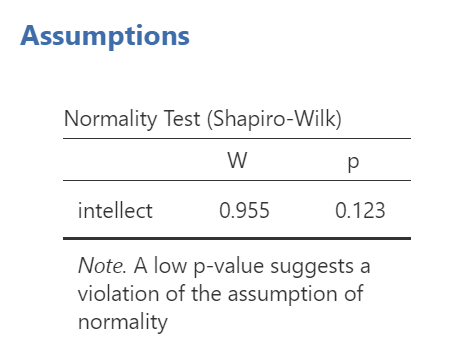 Assumptions
Normality Test (Shapiro-Wilk)
W p
intellect 0.955 0.123
Note. A low p-value suggests a
violation of the assumption of
normality